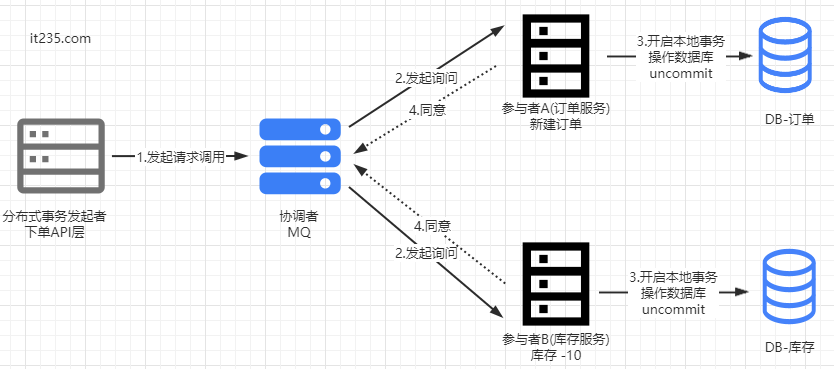 it235.com
3.开启本地事务
操作数据库
uncommit
2.发起询问
4.同意
参与者A(订单服务)
新建订单
DB-订单
1.发起请求调用
分布式事务发起者
下单API层
协调者
MQ
4.同意
2.发起询问
3.开启本地事务
操作数据库
uncommit
参与者B(库存服务)
库存 -10
DB-库存